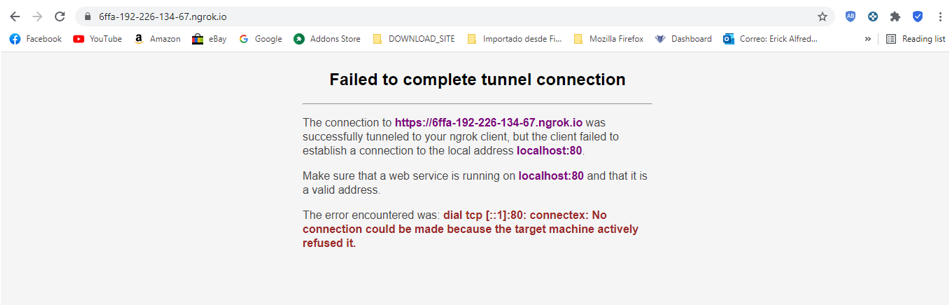 6ffa-192-226-134-67.ngrok.io
Facebook YouTube Amazon eBay Google Addons Store DOWNLOAD_SITE Importado desde Fi... Mozilla Firefox Dashboard Correo: Erick Alfred... » Reading list
Failed to complete tunnel connection
The connection to https://6ffa-192-226-134-67.ngrok.io was
successfully tunneled to your ngrok client, but the client failed to
establish a connection to the local address localhost:80.
Make sure that a web service is running on localhost:80 and that it is
a valid address.
The error encountered was: dial tcp [::1]:80: connectex: No
connection could be made because the target machine actively
refused it.